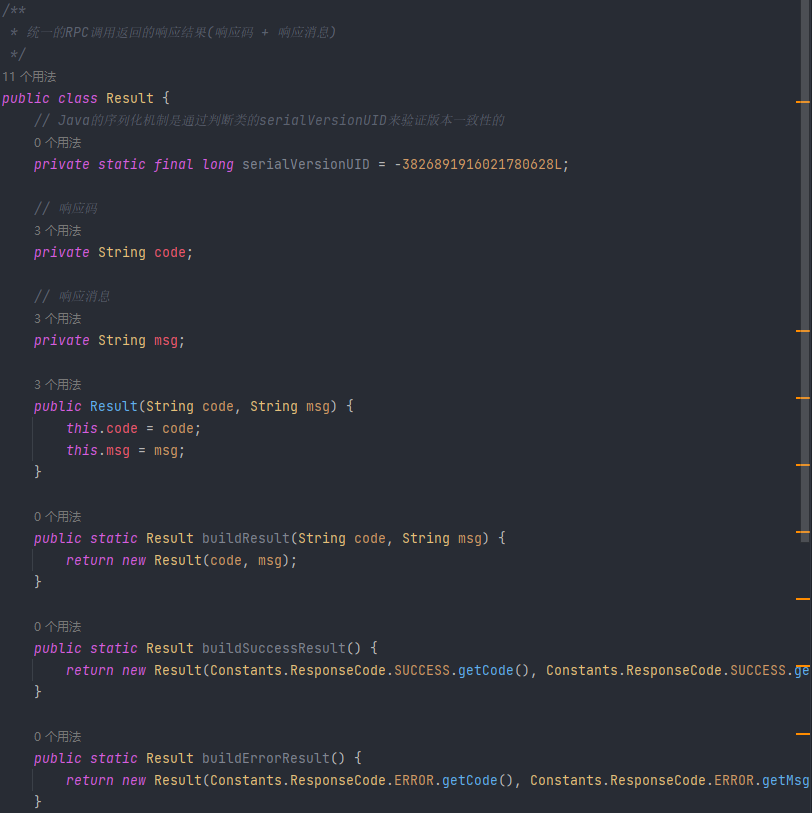 /**
 * 统一的RPC调用返回的响应结果(响应码 + 响应消息)
 */
11 个用法
public class Result {
    // Java的序列化机制是通过判断类的serialVersionUID来验证版本一致性的
    0 个用法
    private static final long serialVersionUID = -3826891916021780628L;
    // 响应码
    3 个用法
    private String code;
    // 响应消息
    3 个用法
    private String msg;
    3 个用法
    public Result(String code, String msg) {
        this.code = code;
        this.msg = msg;
    }
    0 个用法
    public static Result buildResult(String code, String msg) {
        return new Result(code, msg);
    }
    0 个用法
    public static Result buildSuccessResult() {
        return new Result(Constants.ResponseCode.SUCCESS.getCode(), Constants.ResponseCode.SUCCESS.ge
    }
    0 个用法
    public static Result buildErrorResult() {
        return new Result(Constants.ResponseCode.ERROR.getCode(), Constants.ResponseCode.ERROR.getMsg
    }